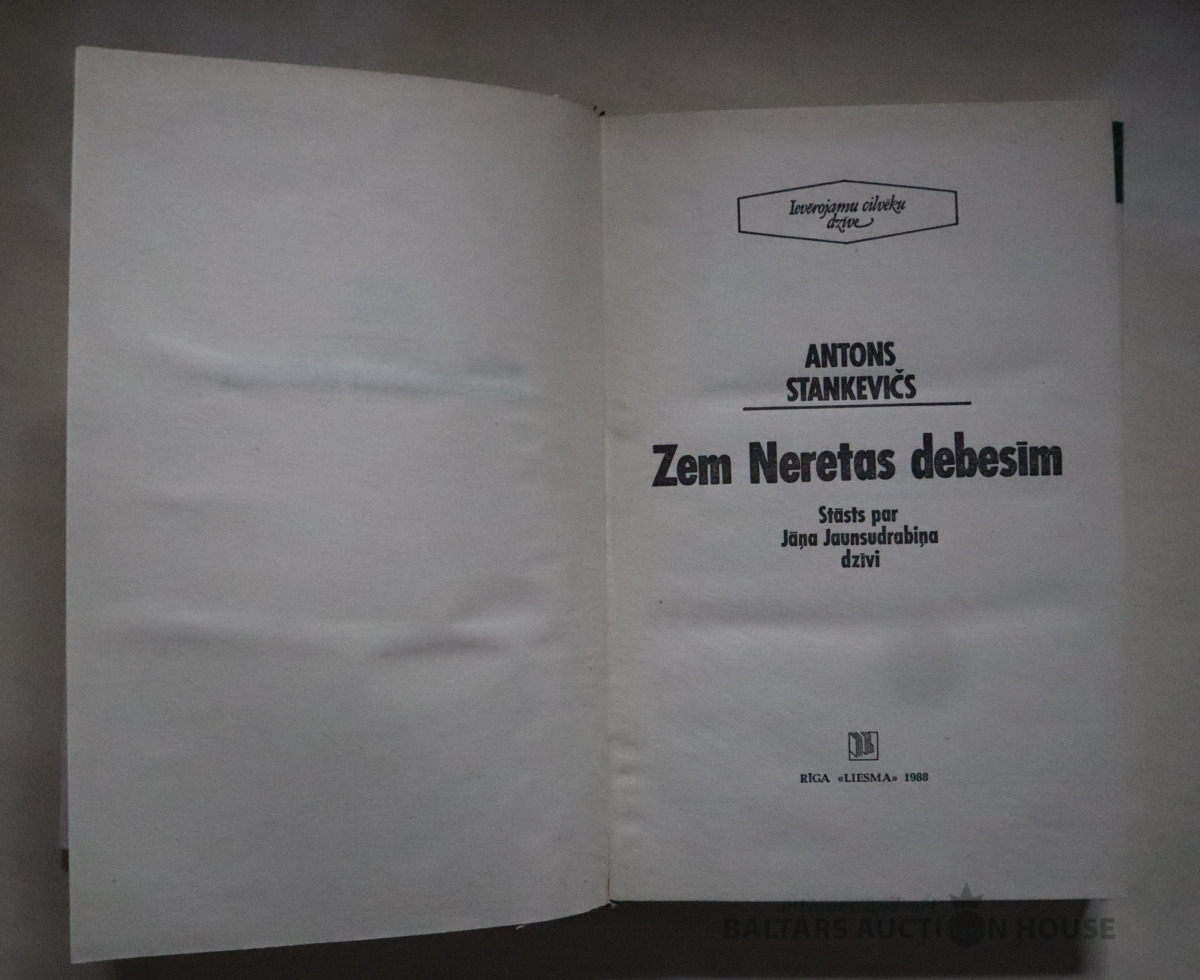 Ievērojamu cilvēku
dzīve
ANTONS
STANKEVIČS
Zem Neretas debesīm
Stāsts par
Jāņa Jaunsudrabiņa
dzīvi
RĪGA «LIESMA» 1988
BALTARS AUCTION HOUSE